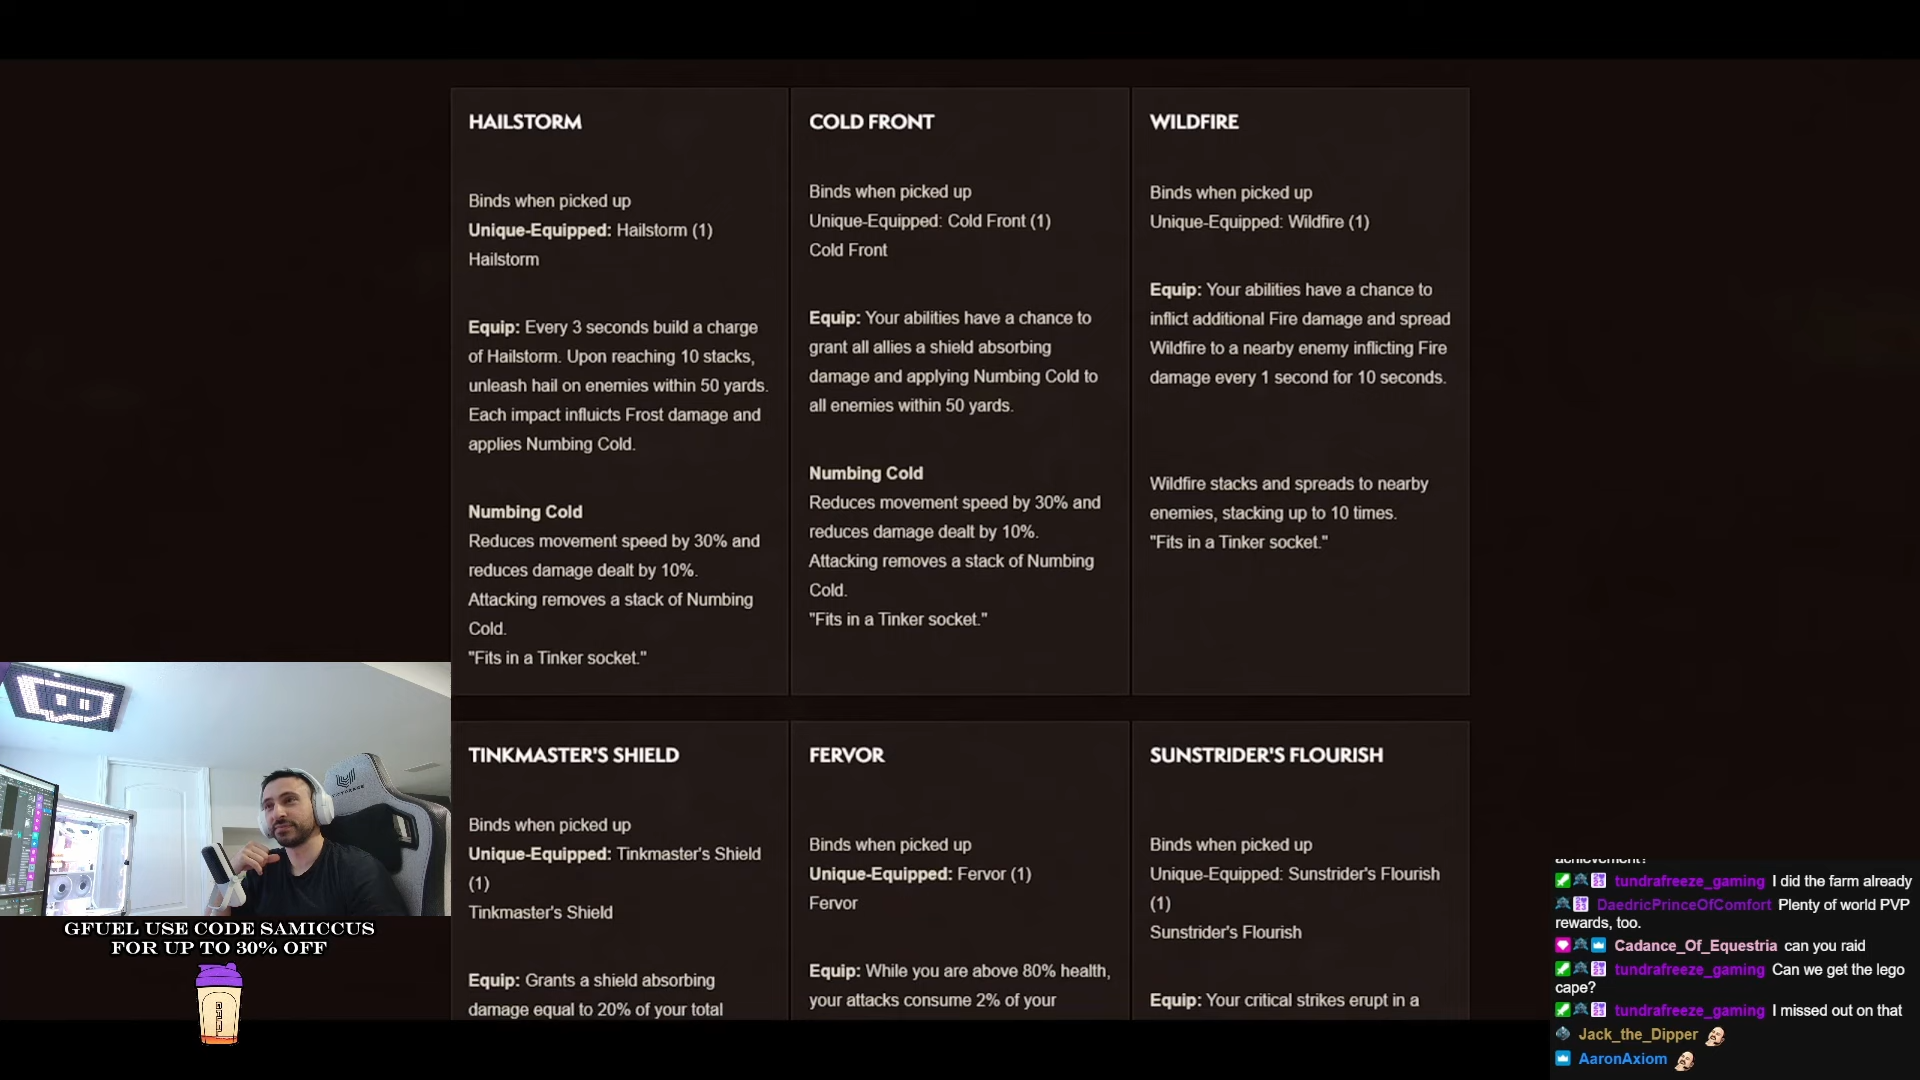 HAILSTORM
Binds when picked up
Unique-Equipped: Hailstorm (1)
Hailstorm
Equip: Every 3 seconds build a charge
of Hailstorm. Upon reaching 10 stacks,
unleash hail on enemies within 50 yards.
Each impact influicts Frost damage and
applies Numbing Cold.
Numbing Cold
Reduces movement speed by 30% and
reduces damage dealt by 10%.
Attacking removes a stack of Numbing
Cold.
"Fits in a Tinker socket."
COLD FRONT
Binds when picked up
Unique-Equipped: Cold Front (1)
Cold Front
Equip: Your abilities have a chance to
grant all allies a shield absorbing
damage and applying Numbing Cold to
all enemies within 50 yards.
Numbing Cold
Reduces movement speed by 30% and
reduces damage dealt by 10%.
Attacking removes a stack of Numbing
Cold.
"Fits in a Tinker socket."
WILDFIRE
Binds when picked up
Unique-Equipped: Wildfire (1)
Equip: Your abilities have a chance to
inflict additional Fire damage and spread
Wildfire to a nearby enemy inflicting Fire
damage every 1 second for 10 seconds.
Wildfire stacks and spreads to nearby
enemies, stacking up to 10 times.
"Fits in a Tinker socket."
TINKMASTER'S SHIELD
Binds when picked up
Unique-Equipped: Tinkmaster's Shield
(1)
Tinkmaster's Shield
Equip: Grants a shield absorbing
damage equal to 20% of your total
FERVOR
Binds when picked up
Unique-Equipped: Fervor (1)
Fervor
Equip: While you are above 80% health,
your attacks consume 2% of your
SUNSTRIDER'S FLOURISH
Binds when picked up
Unique-Equipped: Sunstrider's Flourish
(1)
Sunstrider's Flourish
Equip: Your critical strikes erupt in a
GFUEL USE CODE SAMICCUS
FOR UP TO 30% OFF
achievement?
tundrafreeze_gaming I did the farm already
DaedricPrinceOfComfort Plenty of world PVP
rewards, too.
Cadance_Of_Equestria can you raid
tundrafreeze_gaming Can we get the lego
cape?
tundrafreeze_gaming I missed out on that
Jack_the_Dipper
AaronAxiom